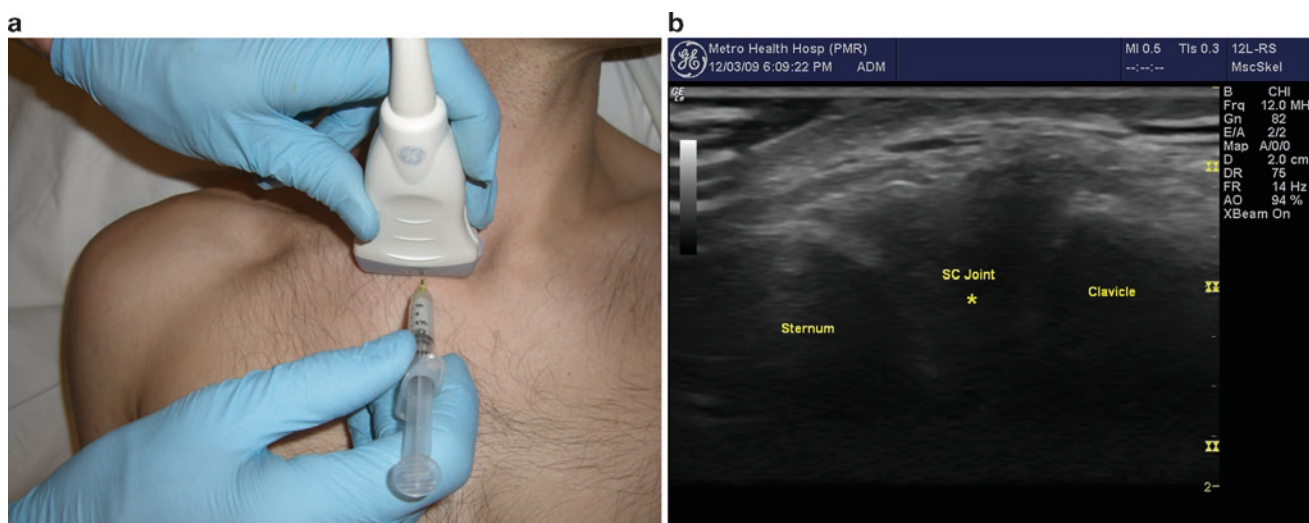 a
b
GE
Metro Health Hosp (PMR)
MI 0.5 TIs 0.3
12L-RS
12/03/09 6:09:22 PM ADM
--:--:--
MscSkel
B CHI
Frq 12.0 MH
Gn 82
E/A 2/2
Map A/0/0
D 2.0 cm
DR 75
FR 14 Hz
AO 94 %
XBeam On
SC Joint
*
Clavicle
Sternum
2